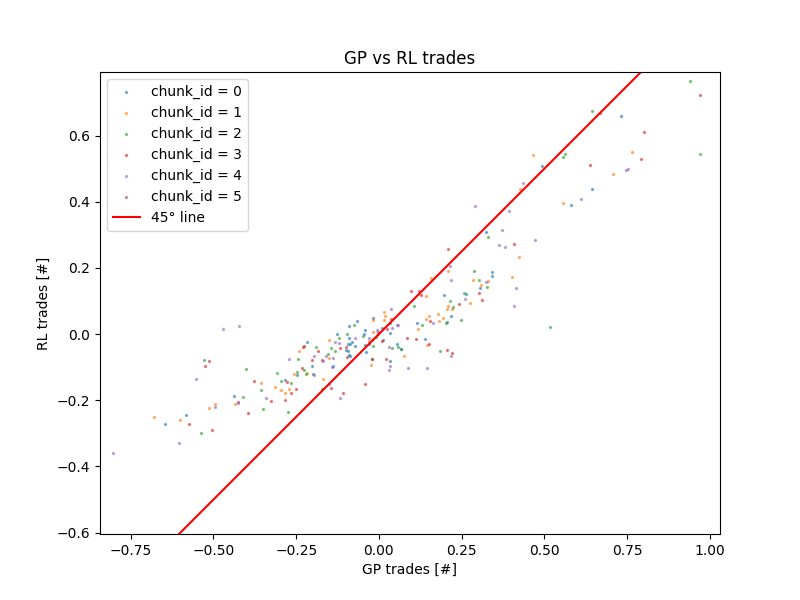 GP vs RL trades
chunk_id = 0
chunk_id = 1
chunk_id = 2
chunk_id = 3
chunk_id = 4
chunk_id = 5
45° line
RL trades [#]
0.6
0.4
0.2
0.0
−0.2
−0.4
−0.6
−0.75 −0.50 −0.25 0.00 0.25 0.50 0.75 1.00
GP trades [#]